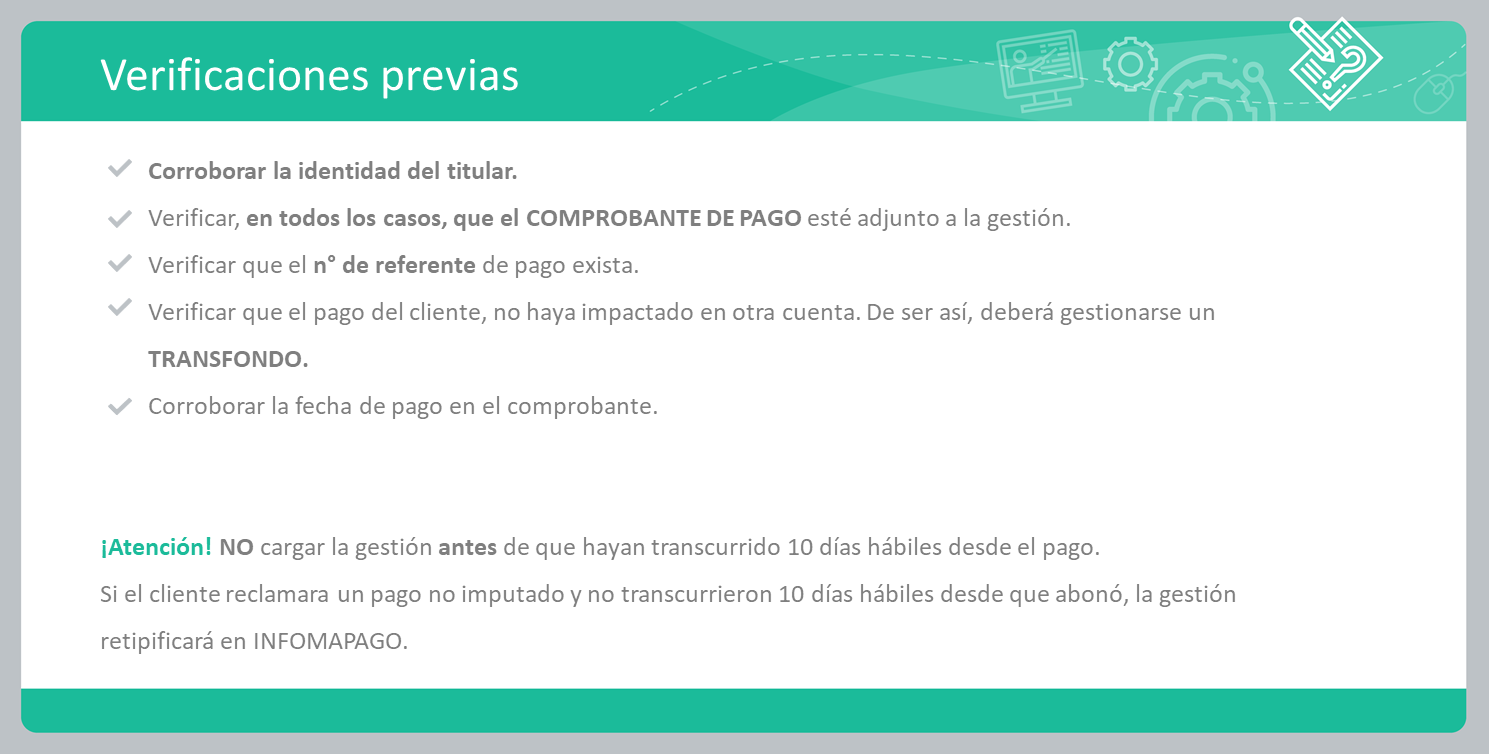 Verificaciones previas
Corroborar la identidad del titular.
Verificar, en todos los casos, que el COMPROBANTE DE PAGO esté adjunto a la gestión.
Verificar que el n° de referente de pago exista.
Verificar que el pago del cliente, no haya impactado en otra cuenta. De ser así, deberá gestionarse un
TRANSFONDO.
Corroborar la fecha de pago en el comprobante.
¡Atención! NO cargar la gestión antes de que hayan transcurrido 10 días hábiles desde el pago.
Si el cliente reclamara un pago no imputado y no transcurrieron 10 días hábiles desde que abonó, la gestión
retipificará en INFOMAPAGO.